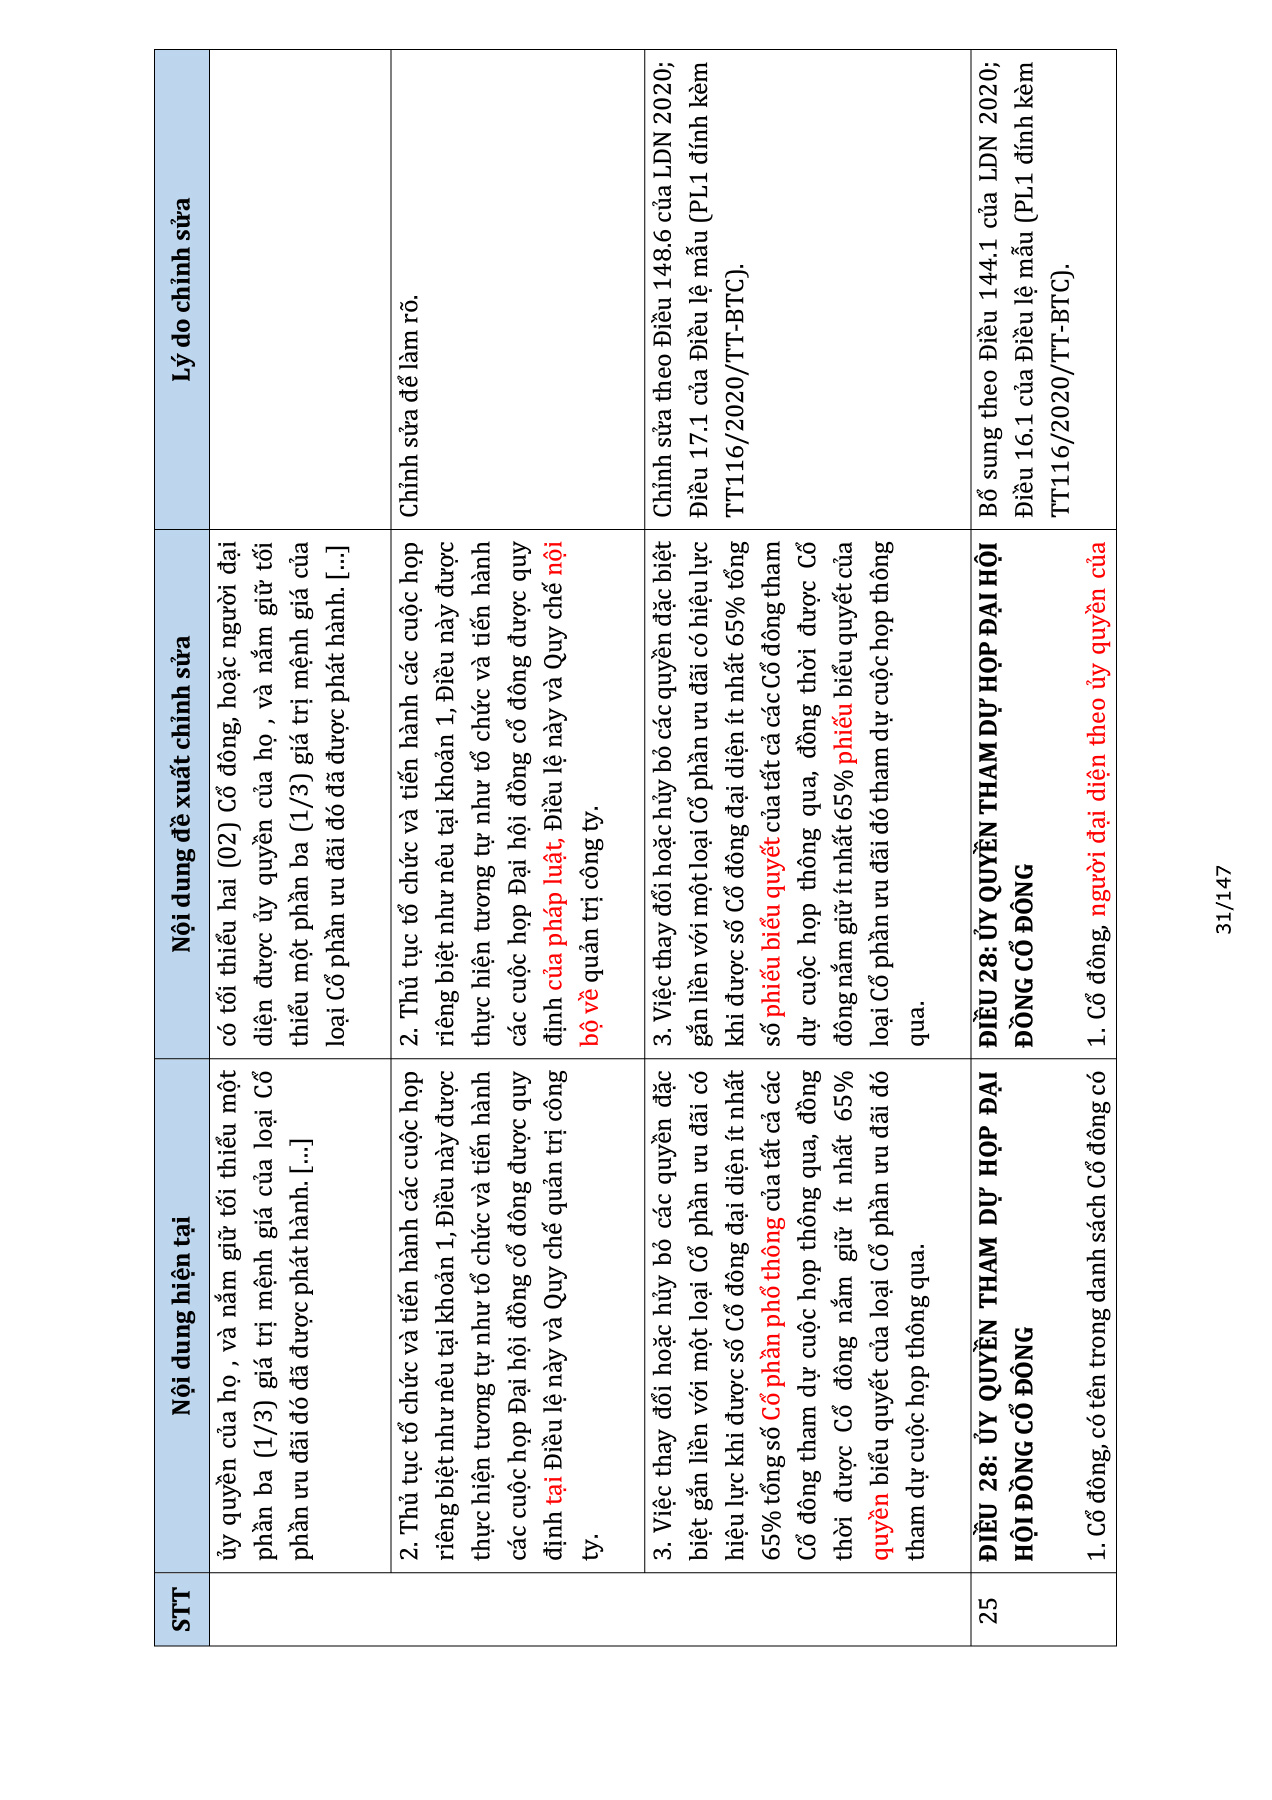 STT
Nội dung hiện tại
Nội dung đề xuất chỉnh sửa
Lý do chỉnh sửa
ủy quyền của họ , và nắm giữ tối thiểu một
phần ba (1/3) giá trị mệnh giá của loại Cổ
phần ưu đãi đó đã được phát hành. [...]
có tối thiểu hai (02) Cổ đông, hoặc người đại
diện được ủy quyền của họ , và nắm giữ tối
thiểu một phần ba (1/3) giá trị mệnh giá của
loại Cổ phần ưu đãi đó đã được phát hành. [...]
2. Thủ tục tổ chức và tiến hành các cuộc họp
riêng biệt như nêu tại khoản 1, Điều này được
thực hiện tương tự như tổ chức và tiến hành
các cuộc họp Đại hội đồng cổ đông được quy
định tại Điều lệ này và Quy chế quản trị công
ty.
2. Thủ tục tổ chức và tiến hành các cuộc họp
riêng biệt như nêu tại khoản 1, Điều này được
thực hiện tương tự như tổ chức và tiến hành
các cuộc họp Đại hội đồng cổ đông được quy
định của pháp luật, Điều lệ này và Quy chế nội
bộ về quản trị công ty.
Chỉnh sửa để làm rõ.
3. Việc thay đổi hoặc hủy bỏ các quyền đặc
biệt gắn liền với một loại Cổ phần ưu đãi có
hiệu lực khi được số Cổ đông đại diện ít nhất
65% tổng số Cổ phần phổ thông của tất cả các
Cổ đông tham dự cuộc họp thông qua, đồng
thời được Cổ đông nắm giữ ít nhất 65%
quyền biểu quyết của loại Cổ phần ưu đãi đó
tham dự cuộc họp thông qua.
3. Việc thay đổi hoặc hủy bỏ các quyền đặc biệt
gắn liền với một loại Cổ phần ưu đãi có hiệu lực
khi được số Cổ đông đại diện ít nhất 65% tổng
số phiếu biểu quyết của tất cả các Cổ đông tham
dự cuộc họp thông qua, đồng thời được Cổ
đông nắm giữ ít nhất 65% phiếu biểu quyết của
loại Cổ phần ưu đãi đó tham dự cuộc họp thông
qua.
Chỉnh sửa theo Điều 148.6 của LDN 2020;
Điều 17.1 của Điều lệ mẫu (PL1 đính kèm
TT116/2020/TT-BTC).
25
ĐIỀU 28: ỦY QUYỀN THAM DỰ HỌP ĐẠI
HỘI ĐỒNG CỔ ĐÔNG
1. Cổ đông, có tên trong danh sách Cổ đông có
ĐIỀU 28: ỦY QUYỀN THAM DỰ HỌP ĐẠI HỘI
ĐỒNG CỔ ĐÔNG
1. Cổ đông, người đại diện theo ủy quyền của
Bổ sung theo Điều 144.1 của LDN 2020;
Điều 16.1 của Điều lệ mẫu (PL1 đính kèm
TT116/2020/TT-BTC).
31/147